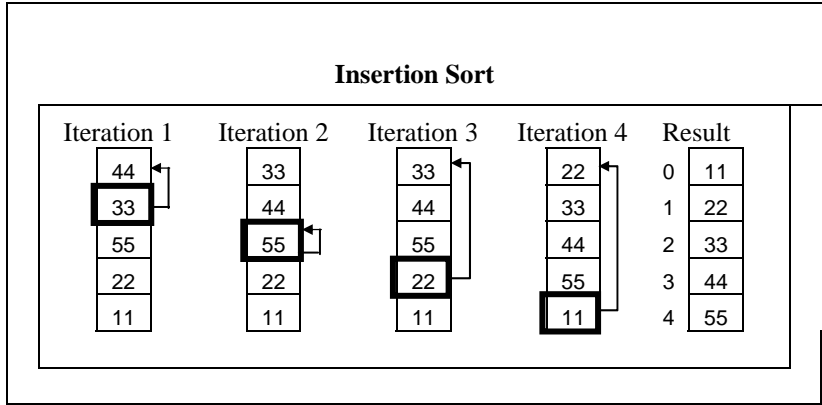 Insertion Sort
Iteration 1 Iteration 2 Iteration 3 Iteration 4 Result
44 33 33 22 0 11
33 44 44 33 1 22
55 55 55 44 2 33
22 22 22 55 3 44
11 11 11 11 4 55